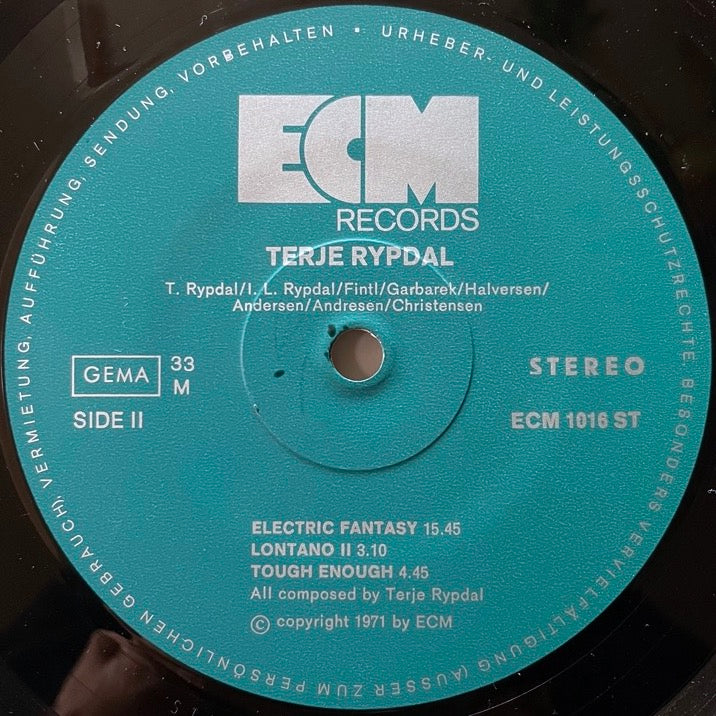 URHEBER- UND LEISTUNGSSCHUTZRECHTE, BESONDERS VERVIELFÄLTIGUNG (AUSSER ZUM PERSÖNLICHEN GEBRAUCH), VERMIETUNG, AUFFÜHRUNG, SENDUNG, VORBEHALTEN •
ECM
RECORDS
TERJE RYPDAL
T. Rypdal/I. L. Rypdal/Fintl/Garbarek/Halversen/
Andersen/Andresen/Christensen
GEMA 33
M
STEREO
SIDE II
ECM 1016 ST
ELECTRIC FANTASY 15.45
LONTANO II 3.10
TOUGH ENOUGH 4.45
All composed by Terje Rypdal
© copyright 1971 by ECM